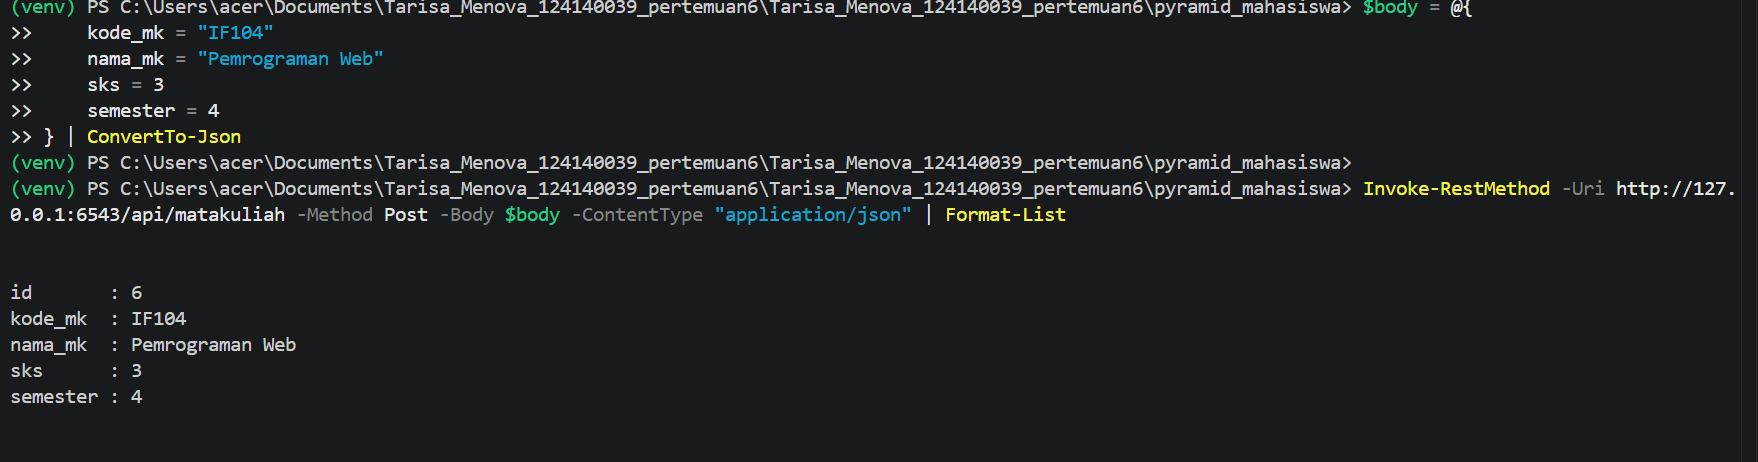 (venv) PS C:\Users\acer\Documents\Tarisa_Menova_124140039_pertemuan6\Tarisa_Menova_124140039_pertemuan6\pyramid_mahasiswa> $body = @{
>>     kode_mk = "IF104"
>>     nama_mk = "Pemrograman Web"
>>     sks = 3
>>     semester = 4
>> } | ConvertTo-Json
(venv) PS C:\Users\acer\Documents\Tarisa_Menova_124140039_pertemuan6\Tarisa_Menova_124140039_pertemuan6\pyramid_mahasiswa>
(venv) PS C:\Users\acer\Documents\Tarisa_Menova_124140039_pertemuan6\Tarisa_Menova_124140039_pertemuan6\pyramid_mahasiswa> Invoke-RestMethod -Uri http://127.
0.0.1:6543/api/matakuliah -Method Post -Body $body -ContentType "application/json" | Format-List
id       : 6
kode_mk  : IF104
nama_mk  : Pemrograman Web
sks      : 3
semester : 4